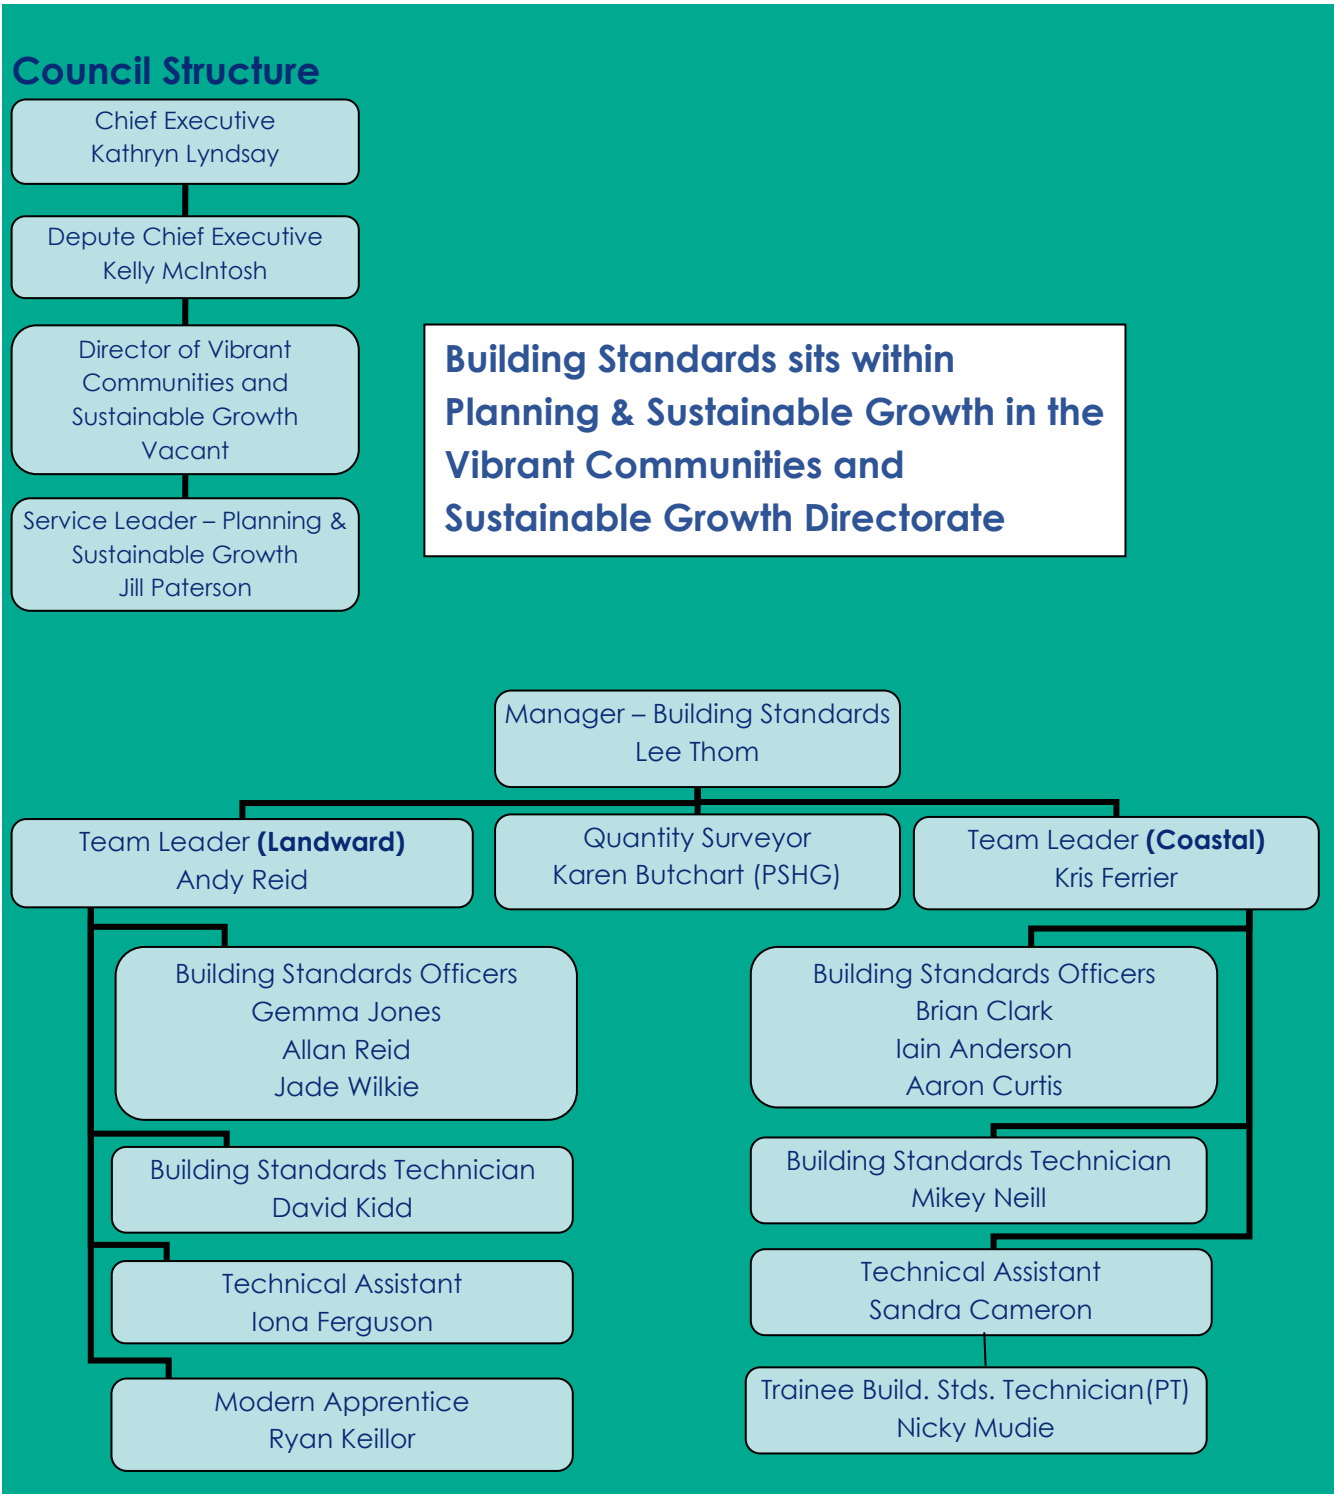 Council Structure
Chief Executive
Kathryn Lyndsay
Depute Chief Executive
Kelly McIntosh
Director of Vibrant
Communities and
Sustainable Growth
Vacant
Service Leader – Planning &
Sustainable Growth
Jill Paterson
Building Standards sits within
Planning & Sustainable Growth in the
Vibrant Communities and
Sustainable Growth Directorate
Manager – Building Standards
Lee Thom
Team Leader (Landward)
Andy Reid
Quantity Surveyor
Karen Butchart (PSHG)
Team Leader (Coastal)
Kris Ferrier
Building Standards Officers
Gemma Jones
Allan Reid
Jade Wilkie
Building Standards Technician
David Kidd
Technical Assistant
Iona Ferguson
Modern Apprentice
Ryan Keillor
Building Standards Officers
Brian Clark
Iain Anderson
Aaron Curtis
Building Standards Technician
Mikey Neill
Technical Assistant
Sandra Cameron
Trainee Build. Stds. Technician(PT)
Nicky Mudie